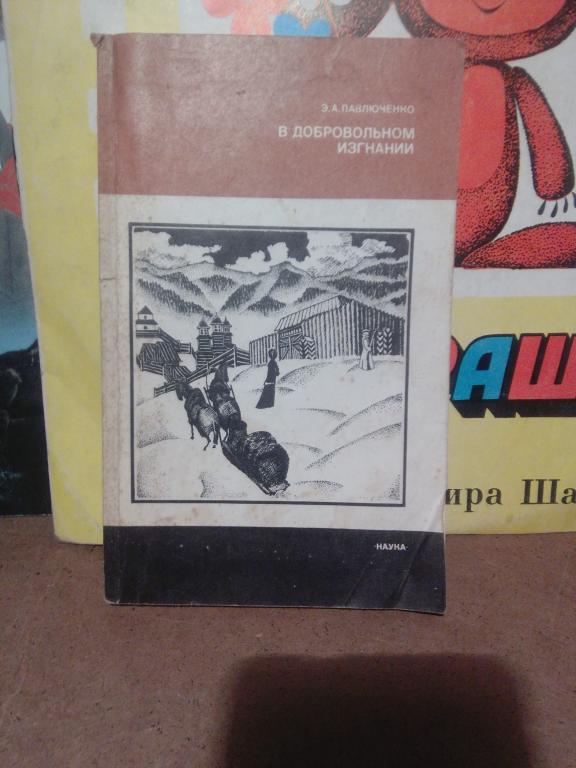 Э. А. ПАВЛЮЧЕНКО
В ДОБРОВОЛЬНОМ
ИЗГНАНИИ
·НАУКА·
РАШ
ира Ша